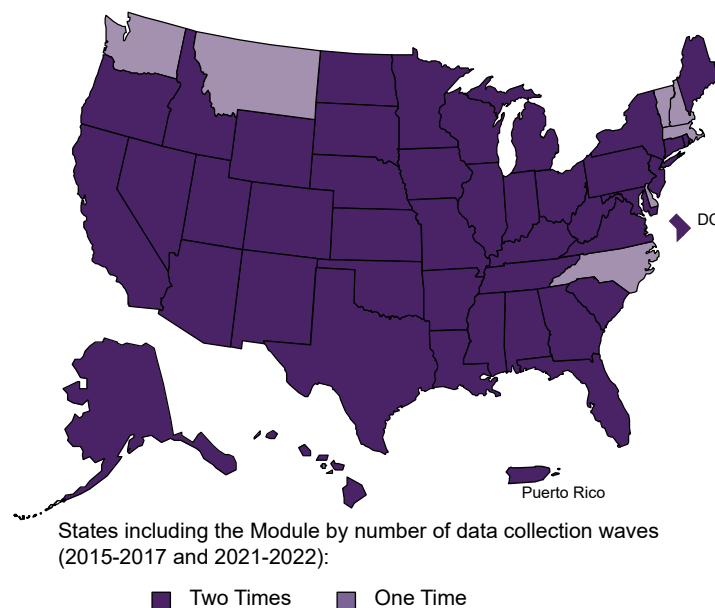 DC
Puerto Rico
States including the Module by number of data collection waves
(2015-2017 and 2021-2022):
Two Times
One Time